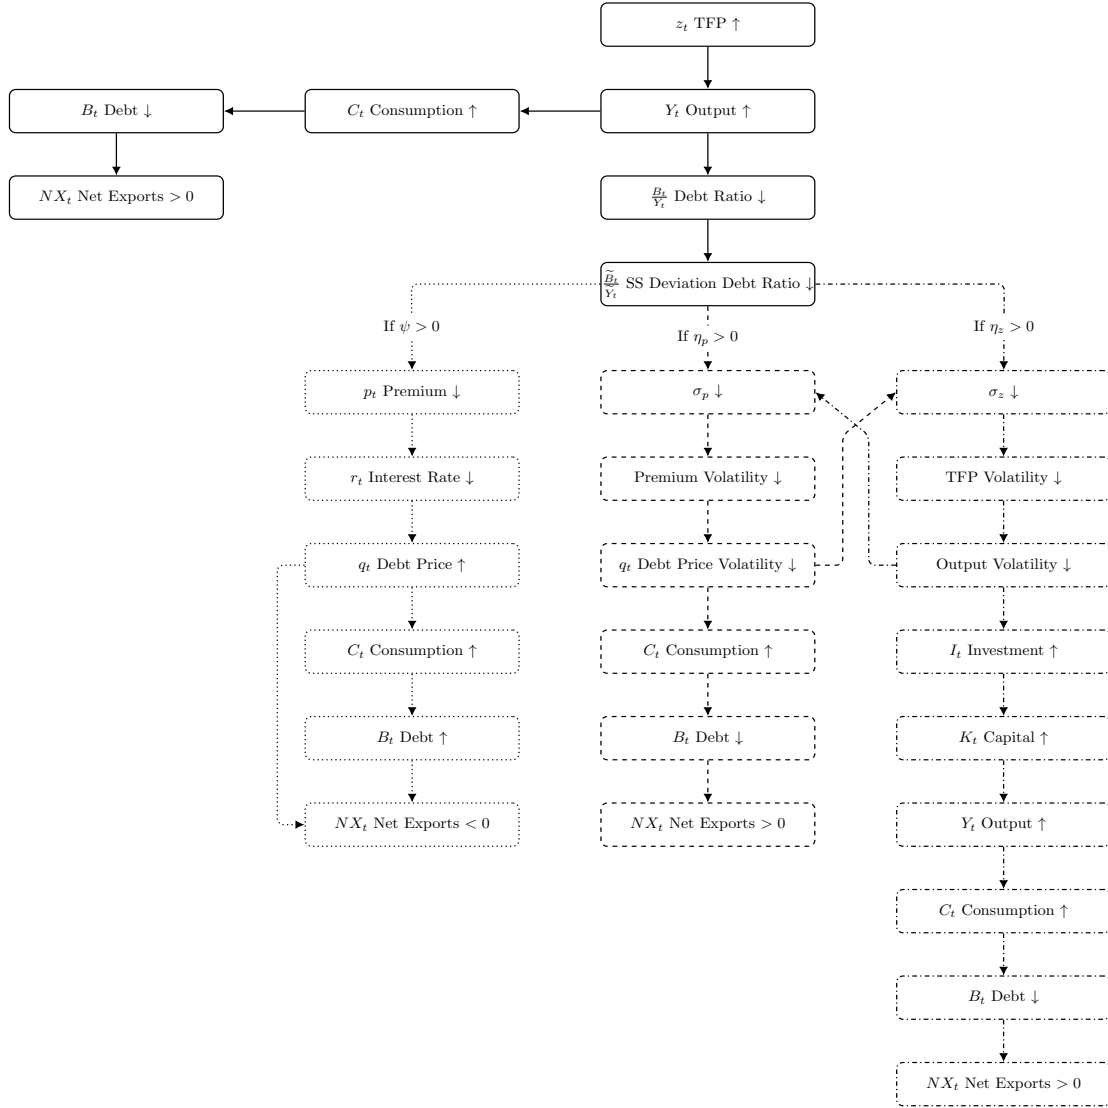 z_t TFP ↑
B_t Debt ↓
C_t Consumption ↑
Y_t Output ↑
NX_t Net Exports > 0
B_t/Y_t Debt Ratio ↓
\widetilde{B_t}/\widetilde{Y_t} SS Deviation Debt Ratio ↓
If ψ > 0
If η_p > 0
If η_z > 0
p_t Premium ↓
σ_p ↓
σ_z ↓
r_t Interest Rate ↓
Premium Volatility ↓
TFP Volatility ↓
q_t Debt Price ↑
q_t Debt Price Volatility ↓
Output Volatility ↓
C_t Consumption ↑
C_t Consumption ↑
I_t Investment ↑
B_t Debt ↑
B_t Debt ↓
K_t Capital ↑
NX_t Net Exports < 0
NX_t Net Exports > 0
Y_t Output ↑
C_t Consumption ↑
B_t Debt ↓
NX_t Net Exports > 0